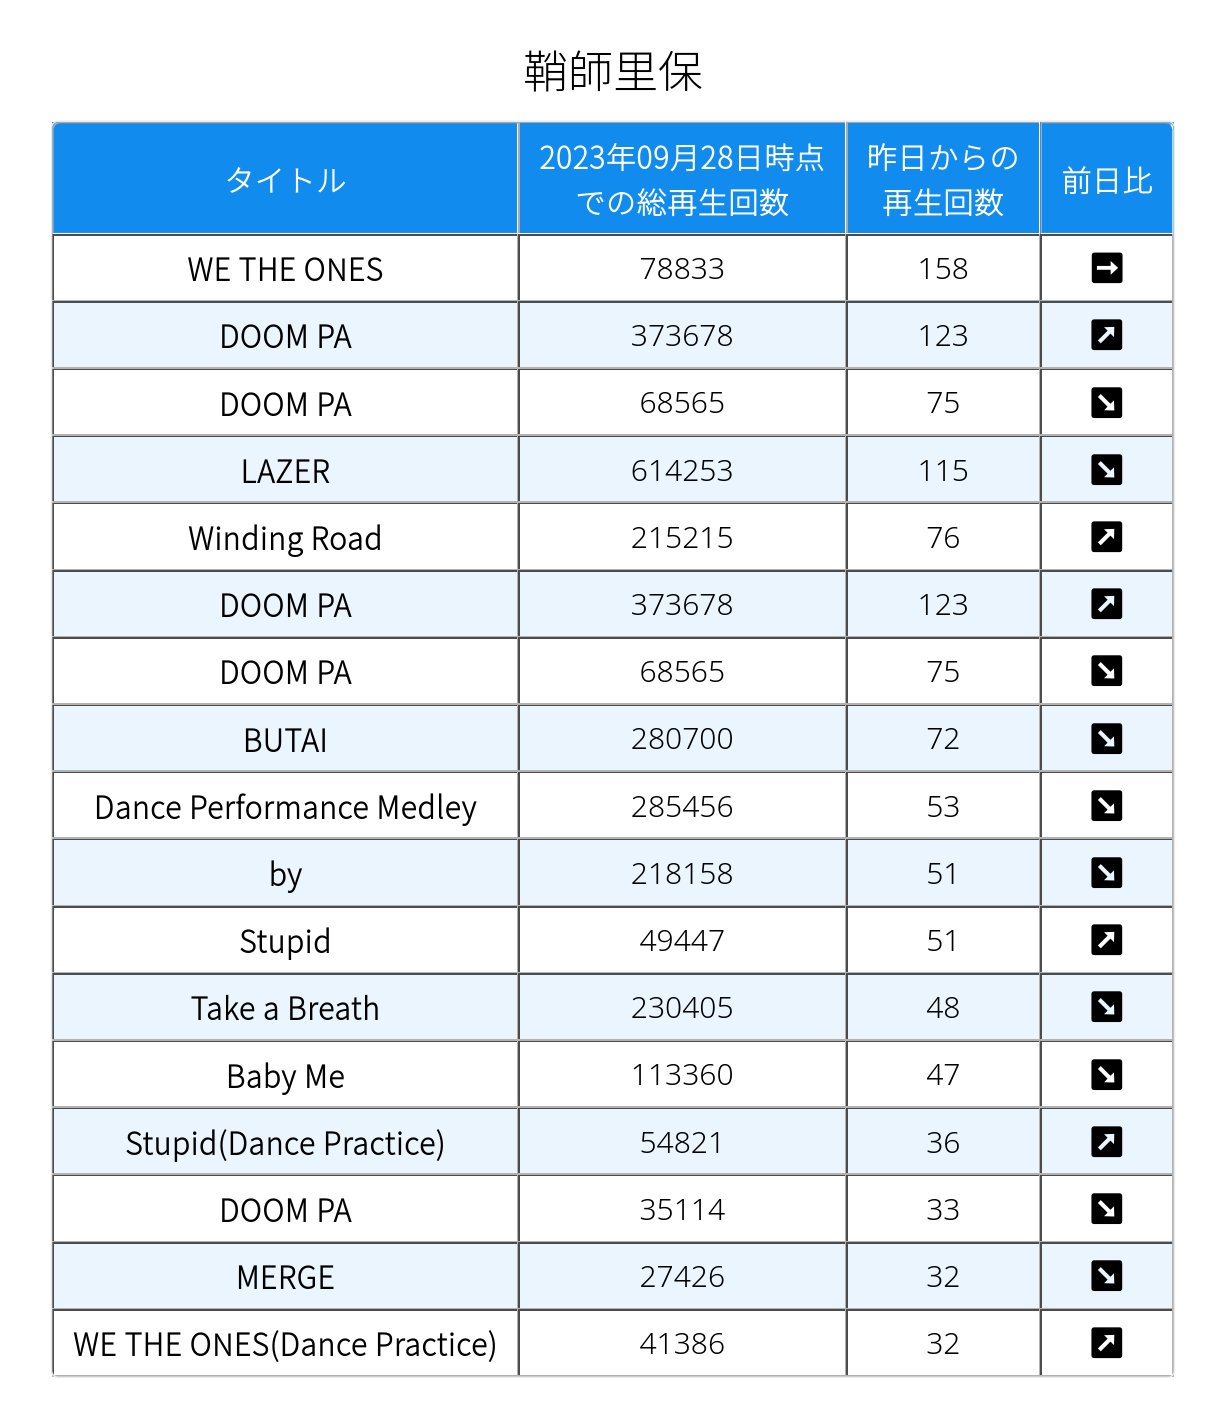 鞘師里保
タイトル 2023年09月28日時点での総再生回数 昨日からの再生回数 前日比
WE THE ONES 78833 158 ➡
DOOM PA 373678 123 ↗
DOOM PA 68565 75 ↘
LAZER 614253 115 ↘
Winding Road 215215 76 ↗
DOOM PA 373678 123 ↗
DOOM PA 68565 75 ↘
BUTAI 280700 72 ↘
Dance Performance Medley 285456 53 ↘
by 218158 51 ↘
Stupid 49447 51 ↗
Take a Breath 230405 48 ↘
Baby Me 113360 47 ↘
Stupid(Dance Practice) 54821 36 ↗
DOOM PA 35114 33 ↘
MERGE 27426 32 ↘
WE THE ONES(Dance Practice) 41386 32 ↗